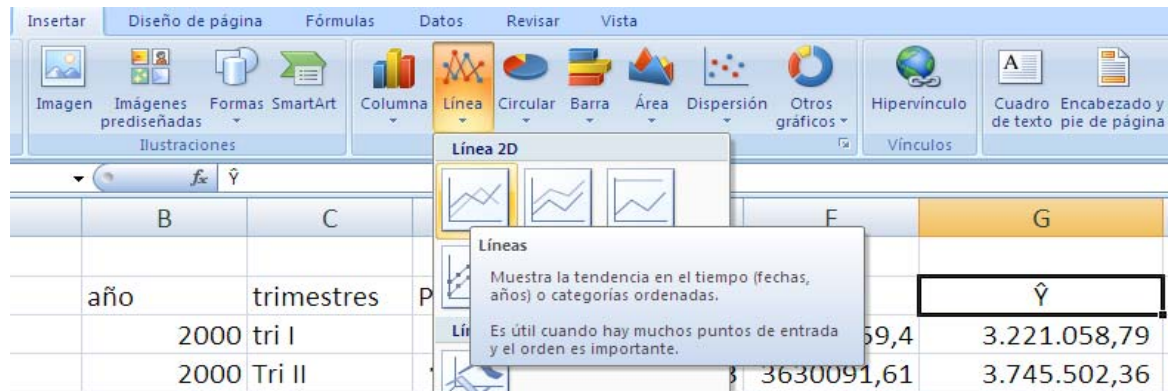 Insertar Diseño de página Fórmulas Datos Revisar Vista
Imagen Imágenes prediseñadas Formas SmartArt Columna Línea Circular Barra Área Dispersión Otros gráficos Hipervínculo Cuadro de texto Encabezado y pie de página
Ilustraciones Vínculos
Línea 2D
fx Ŷ
B C F G
Líneas
Muestra la tendencia en el tiempo (fechas,
años) o categorías ordenadas.
Es útil cuando hay muchos puntos de entrada
y el orden es importante.
año trimestres P Ŷ
2000 tri I 59,4 3.221.058,79
2000 Tri II 3630091,61 3.745.502,36